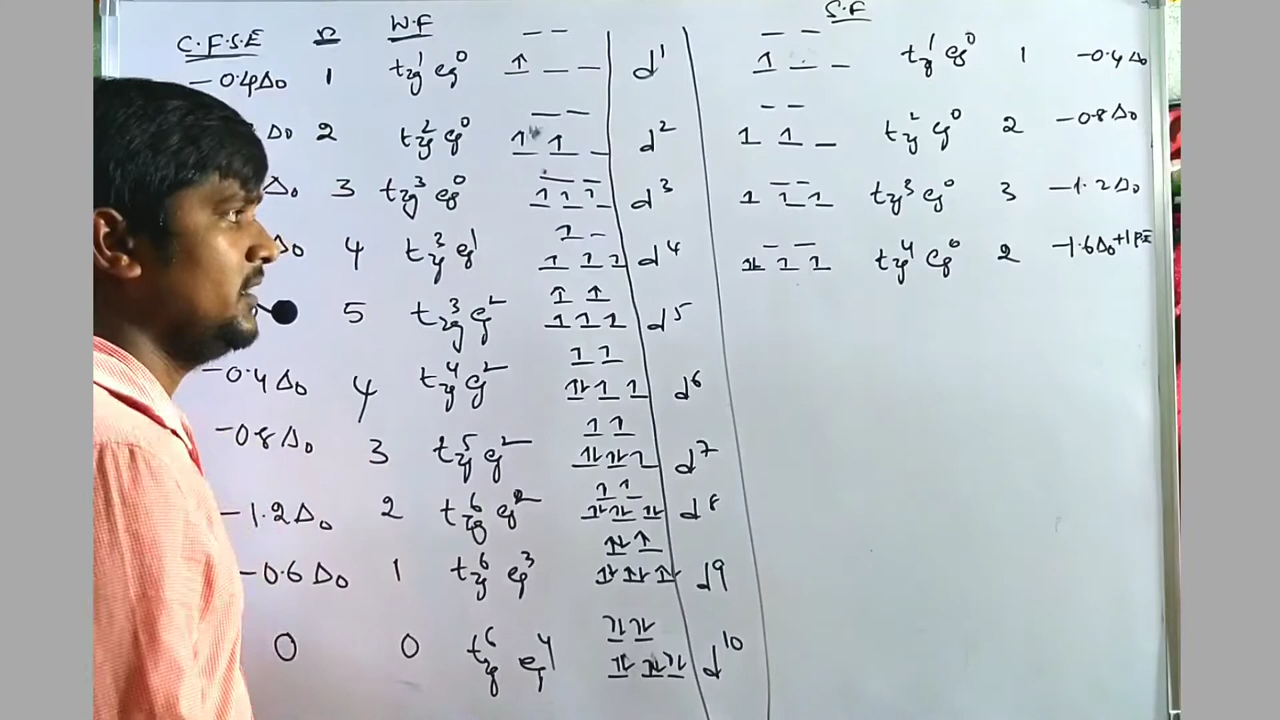 C.F.S.E n W.F S.F
-0.4Δ₀ 1 t₂g¹ eg⁰ d¹ t₂g¹ eg⁰ 1 -0.4Δ₀
Δ₀ 2 t₂g² eg⁰ d² t₂g² eg⁰ 2 -0.8Δ₀
Δ₀ 3 t₂g³ eg⁰ d³ t₂g³ eg⁰ 3 -1.2Δ₀
Δ₀ 4 t₂g³ eg¹ d⁴ t₂g⁴ eg⁰ 2 -1.6Δ₀+1PE
5 t₂g³ eg² d⁵
-0.4Δ₀ 4 t₂g⁴ eg² d⁶
-0.8Δ₀ 3 t₂g⁵ eg² d⁷
-1.2Δ₀ 2 t₂g⁶ eg² d⁸
-0.6Δ₀ 1 t₂g⁶ eg³ d⁹
0 0 t₂g⁶ eg⁴ d¹⁰